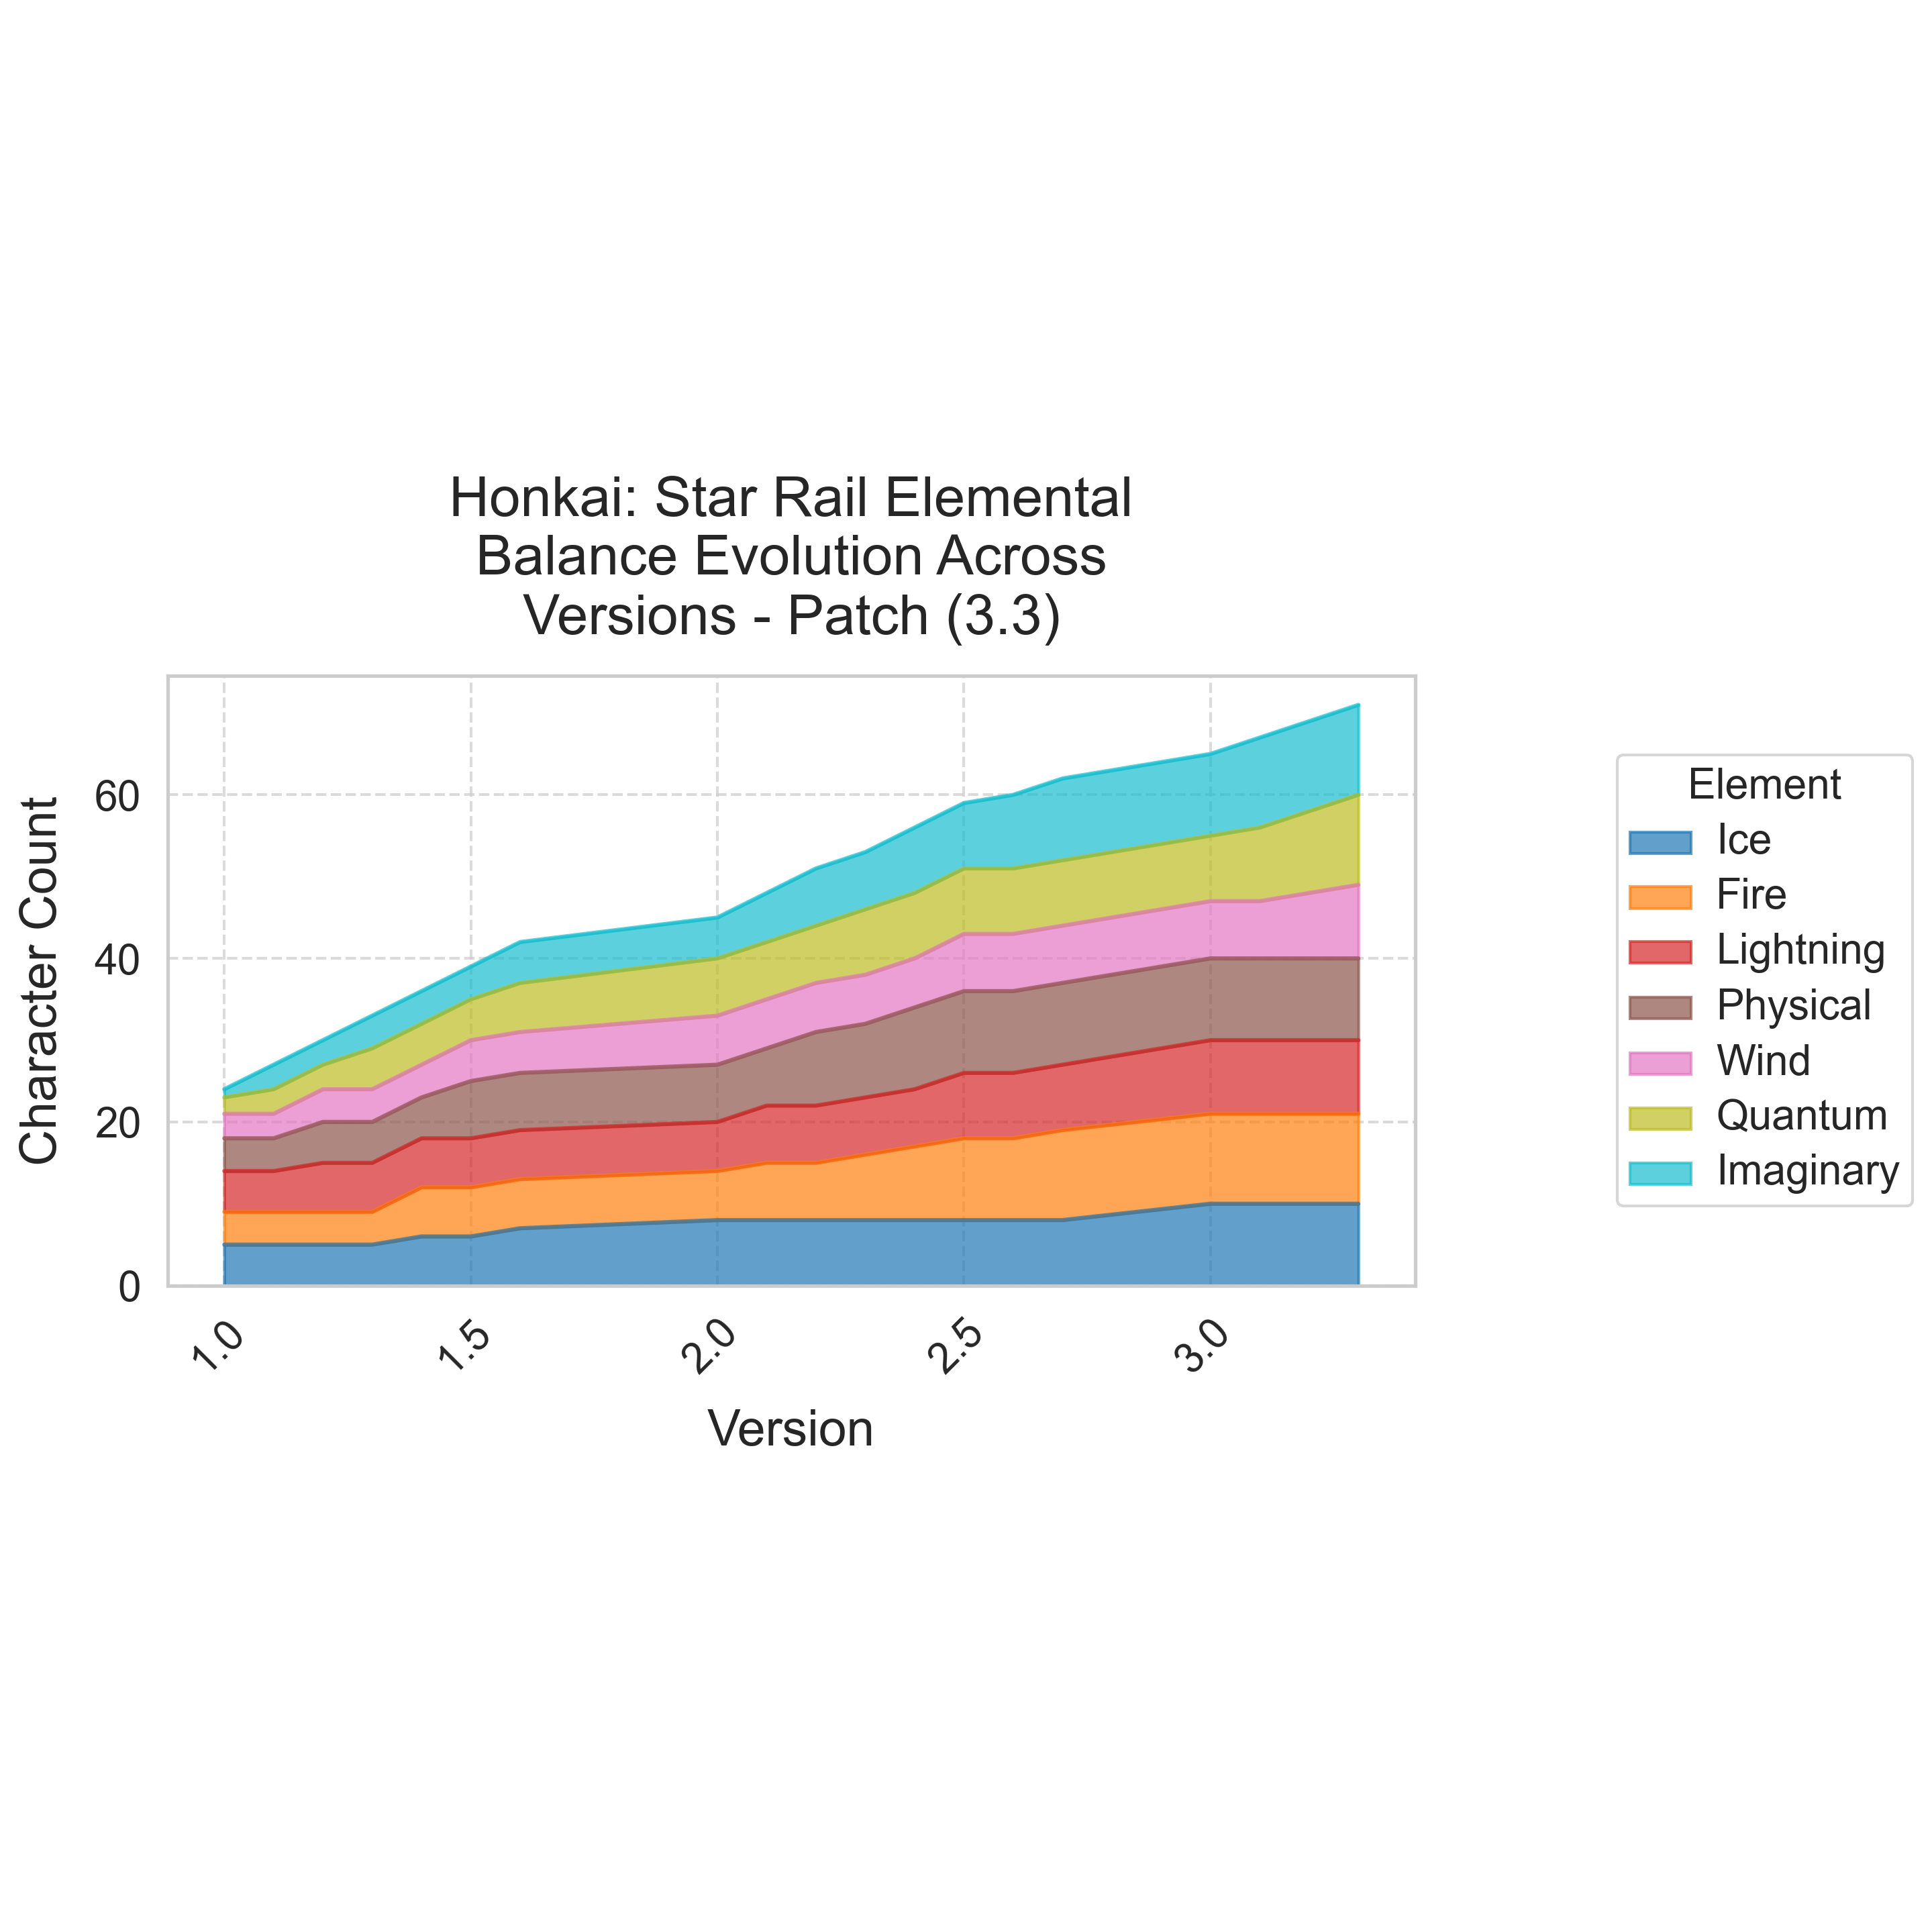 Honkai: Star Rail Elemental
Balance Evolution Across
Versions - Patch (3.3)
Character Count
60
40
20
0
1.0
1.5
2.0
2.5
3.0
Version
Element
Ice
Fire
Lightning
Physical
Wind
Quantum
Imaginary